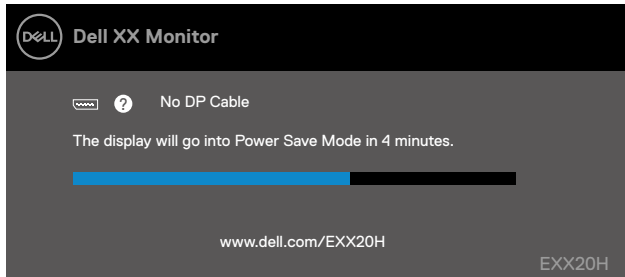 DELL Dell XX Monitor
? No DP Cable
The display will go into Power Save Mode in 4 minutes.
www.dell.com/EXX20H
EXX20H